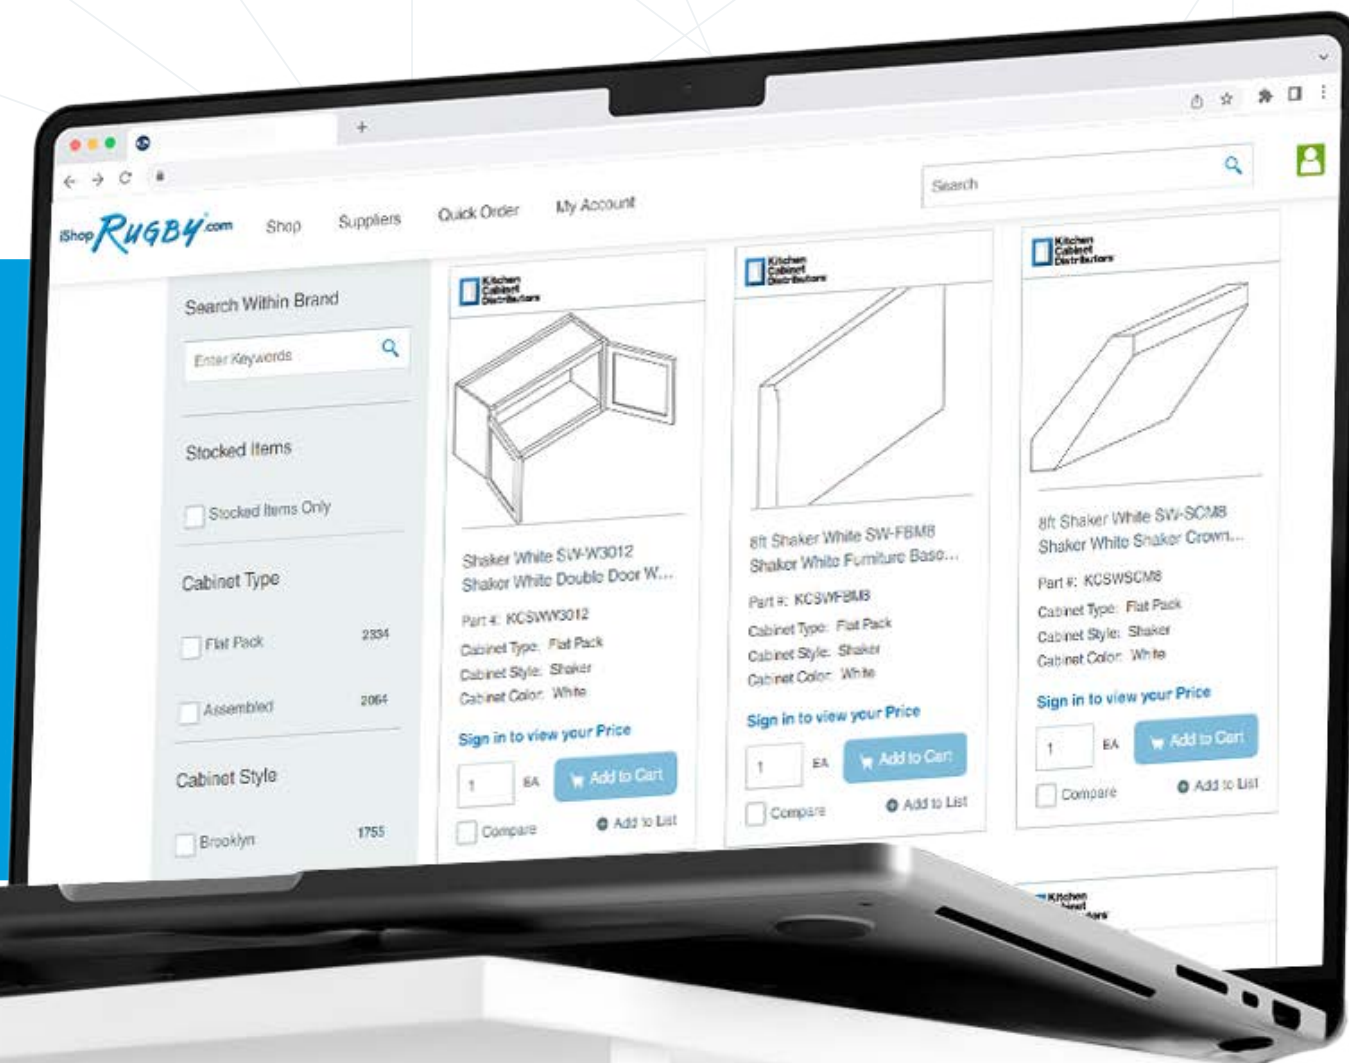 iShop RUGBY.com
Shop
Suppliers
Quick Order
My Account
Search
Search Within Brand
Enter Keywords
Stocked Items
Stocked Items Only
Cabinet Type
Flat Pack 2334
Assembled 2064
Cabinet Style
Brooklyn 1755
Kitchen
Cabinet
Distributors
Shaker White SW-W3012
Shaker White Double Door W...
Part #: KCSWW3012
Cabinet Type: Flat Pack
Cabinet Style: Shaker
Cabinet Color: White
Sign in to view your Price
1 EA Add to Cart
Compare Add to List
Kitchen
Cabinet
Distributors
8ft Shaker White SW-FBM8
Shaker White Furniture Base...
Part #: KCSWFBM8
Cabinet Type: Flat Pack
Cabinet Style: Shaker
Cabinet Color: White
Sign in to view your Price
1 EA Add to Cart
Compare Add to List
Kitchen
Cabinet
Distributors
8ft Shaker White SW-SCM8
Shaker White Shaker Crown...
Part #: KCSWSCM8
Cabinet Type: Flat Pack
Cabinet Style: Shaker
Cabinet Color: White
Sign in to view your Price
1 EA Add to Cart
Compare Add to List
Kitchen